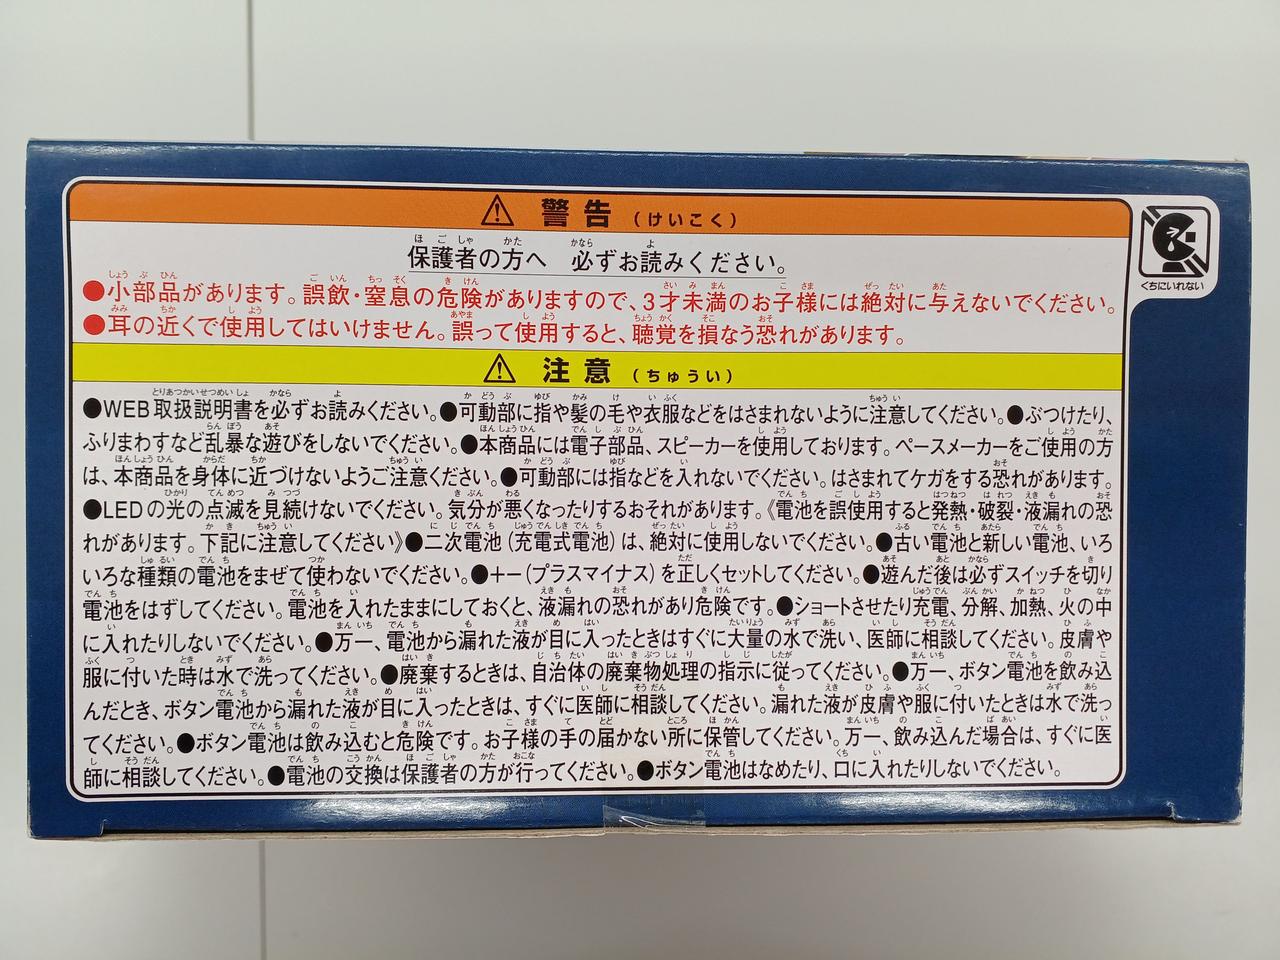 ⚠ 警告（けいこく）
保護者の方へ 必ずお読みください。
くちにいれない
●小部品があります。誤飲・窒息の危険がありますので、3才未満のお子様には絶対に与えないでください。
●耳の近くで使用してはいけません。誤って使用すると、聴覚を損なう恐れがあります。
⚠ 注意（ちゅうい）
●WEB取扱説明書を必ずお読みください。●可動部に指や髪の毛や衣服などをはさまれないように注意してください。●ぶつけたり、
ふりまわすなど乱暴な遊びをしないでください。●本商品には電子部品、スピーカーを使用しております。ペースメーカーをご使用の方
は、本商品を身体に近づけないようご注意ください。●可動部には指などを入れないでください。はさまれてケガをする恐れがあります。
●LEDの光の点滅を見続けないでください。気分が悪くなったりするおそれがあります。《電池を誤使用すると発熱・破裂・液漏れの恐
れがあります。下記に注意してください》●二次電池（充電式電池）は、絶対に使用しないでください。●古い電池と新しい電池、いろ
いろな種類の電池をまぜて使わないでください。●＋－（プラスマイナス）を正しくセットしてください。●遊んだ後は必ずスイッチを切り
電池をはずしてください。電池を入れたままにしておくと、液漏れの恐れがあり危険です。●ショートさせたり充電、分解、加熱、火の中
に入れたりしないでください。●万一、電池から漏れた液が目に入ったときはすぐに大量の水で洗い、医師に相談してください。皮膚や
服に付いた時は水で洗ってください。●廃棄するときは、自治体の廃棄物処理の指示に従ってください。●万一、ボタン電池を飲み込
んだとき、ボタン電池から漏れた液が目に入ったときは、すぐに医師に相談してください。漏れた液が皮膚や服に付いたときは水で洗っ
てください。●ボタン電池は飲み込むと危険です。お子様の手の届かない所に保管してください。万一、飲み込んだ場合は、すぐに医
師に相談してください。●電池の交換は保護者の方が行ってください。●ボタン電池はなめたり、口に入れたりしないでください。